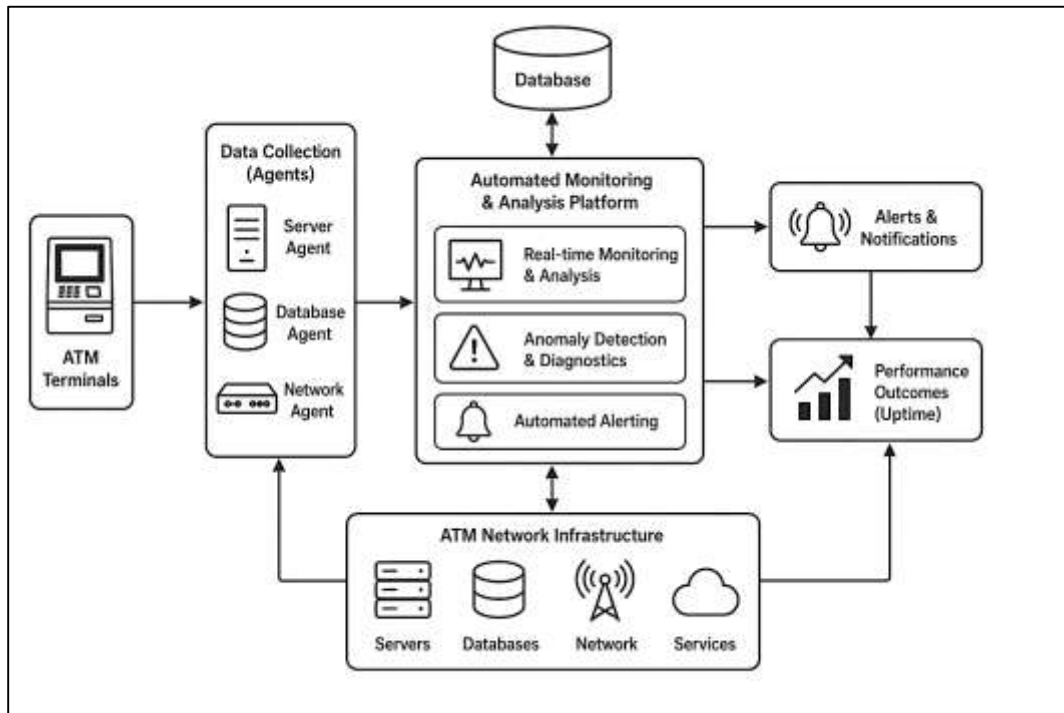 Database
Data Collection
(Agents)
Server
Agent
Database
Agent
Network
Agent
ATM
Terminals
Automated Monitoring
& Analysis Platform
Real-time Monitoring
& Analysis
Anomaly Detection
& Diagnostics
Automated Alerting
Alerts &
Notifications
Performance
Outcomes
(Uptime)
ATM Network Infrastructure
Servers
Databases
Network
Services